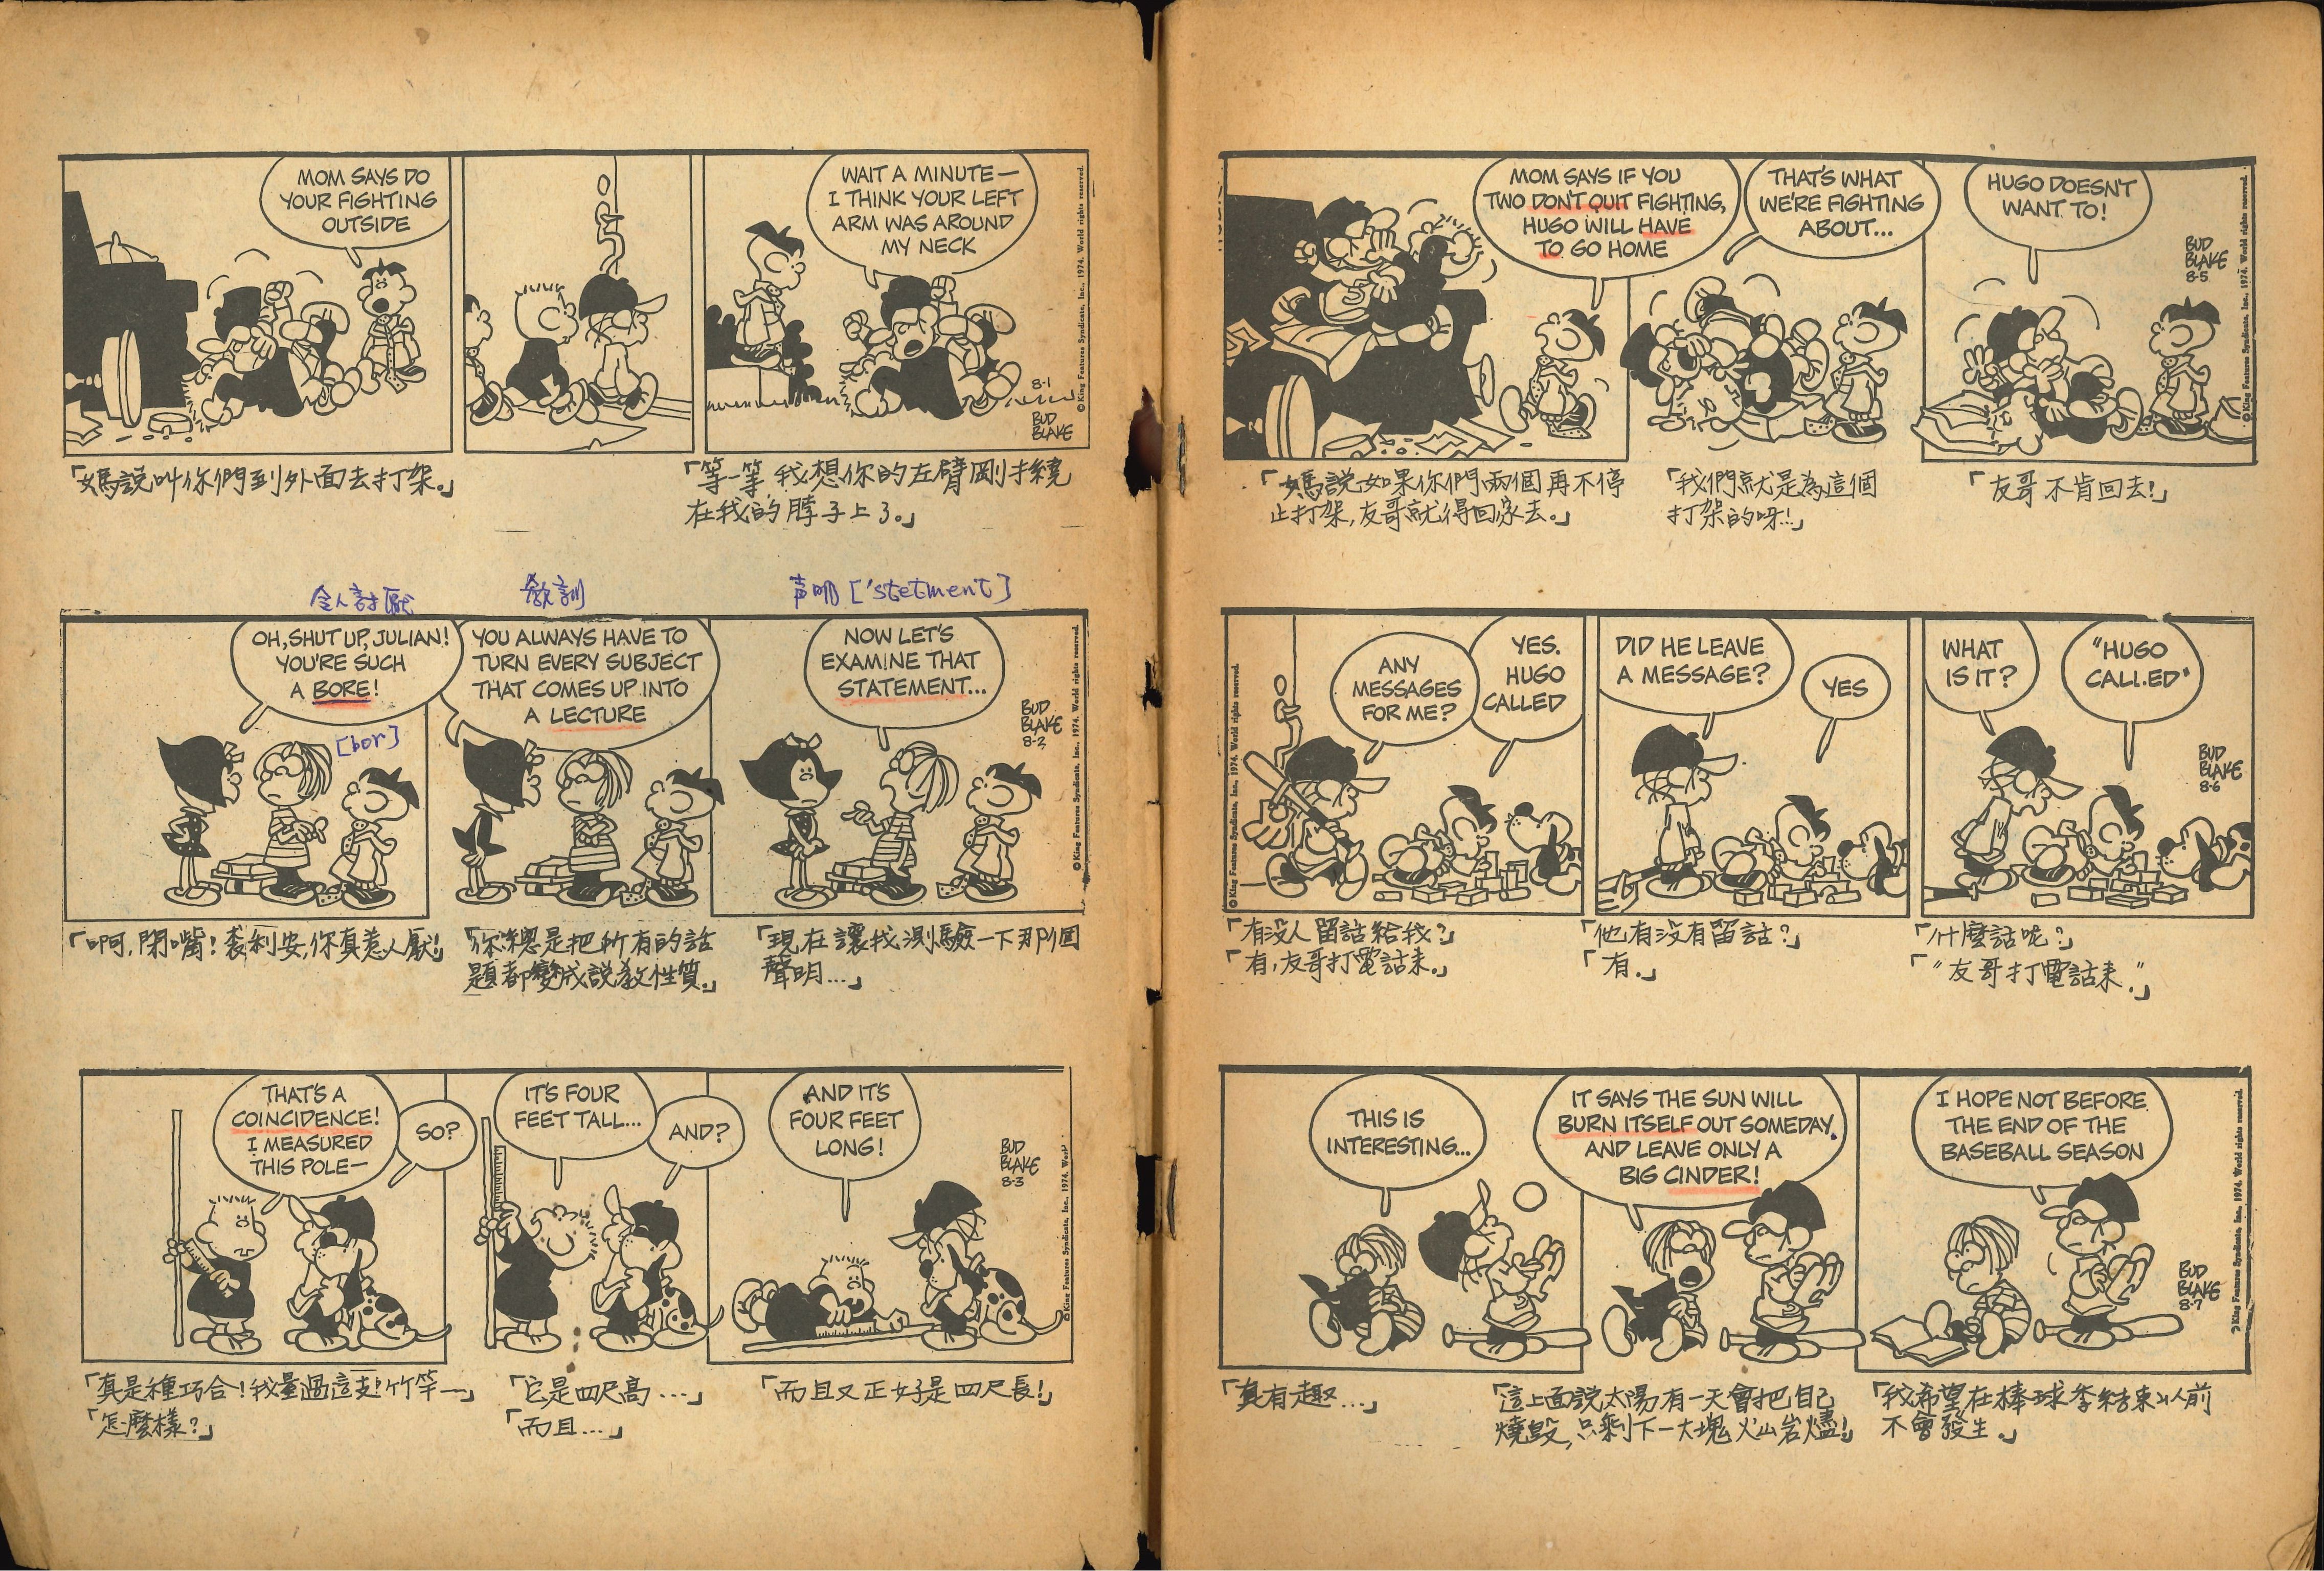 MOM SAYS DO
YOUR FIGHTING
OUTSIDE
WAIT A MINUTE—
I THINK YOUR LEFT
ARM WAS AROUND
MY NECK
8-1
BUD
BLAKE
© King Features Syndicate, Inc., 1974. World rights reserved.
「媽說叫你們到外面去打架。」
「等一等 我想你的左臂剛才繞
在我的脖子上了。」
令人討厭
教訓
声明 ['stetment]
OH, SHUT UP, JULIAN!
YOU'RE SUCH
A BORE!
[bor]
YOU ALWAYS HAVE TO
TURN EVERY SUBJECT
THAT COMES UP INTO
A LECTURE
NOW LET'S
EXAMINE THAT
STATEMENT...
BUD
BLAKE
8-2
© King Features Syndicate, Inc., 1974. World rights reserved.
「啊,閉嘴!裘利安,你真惹人厭!」
「你總是把所有的話
題都變成說教性質。」
「現在讓我測驗一下那個
聲明...」
THAT'S A
COINCIDENCE!
I MEASURED
THIS POLE—
SO?
IT'S FOUR
FEET TALL...
AND?
AND IT'S
FOUR FEET
LONG!
BUD
BLAKE
8-3
© King Features Syndicate, Inc., 1974. World
「真是種巧合!我量過這支竹竿—」
「怎麼樣?」
「它是四尺高....」
「而且...」
「而且又正好是四尺長!」
MOM SAYS IF YOU
TWO DON'T QUIT FIGHTING,
HUGO WILL HAVE
TO GO HOME
THAT'S WHAT
WE'RE FIGHTING
ABOUT...
HUGO DOESN'T
WANT TO!
BUD
BLAKE
8-5
© King Features Syndicate, Inc., 1974. World rights reserved.
「媽說如果你們兩個再不停
止打架,友哥就得回家去。」
「我們就是為這個
打架的呀!」
「友哥不肯回去!」
© King Features Syndicate, Inc., 1974. World rights reserved.
ANY
MESSAGES
FOR ME?
YES.
HUGO
CALLED
DID HE LEAVE
A MESSAGE?
YES
WHAT
IS IT?
"HUGO
CALLED"
BUD
BLAKE
8-6
「有沒人留話給我?」
「有,友哥打電話來。」
「他有沒有留話?」
「有.」
「什麼話呢?」
「"友哥打電話來."」
THIS IS
INTERESTING...
IT SAYS THE SUN WILL
BURN ITSELF OUT SOMEDAY.
AND LEAVE ONLY A
BIG CINDER!
I HOPE NOT BEFORE
THE END OF THE
BASEBALL SEASON
BUD
BLAKE
8-7
© King Features Syndicate, Inc., 1974. World rights reserved.
「真有趣...」
「這上面說太陽有一天會把自己
燒毀,只剩下一大塊火山岩燼!」
「我希望在棒球季結束以前
不會發生。」